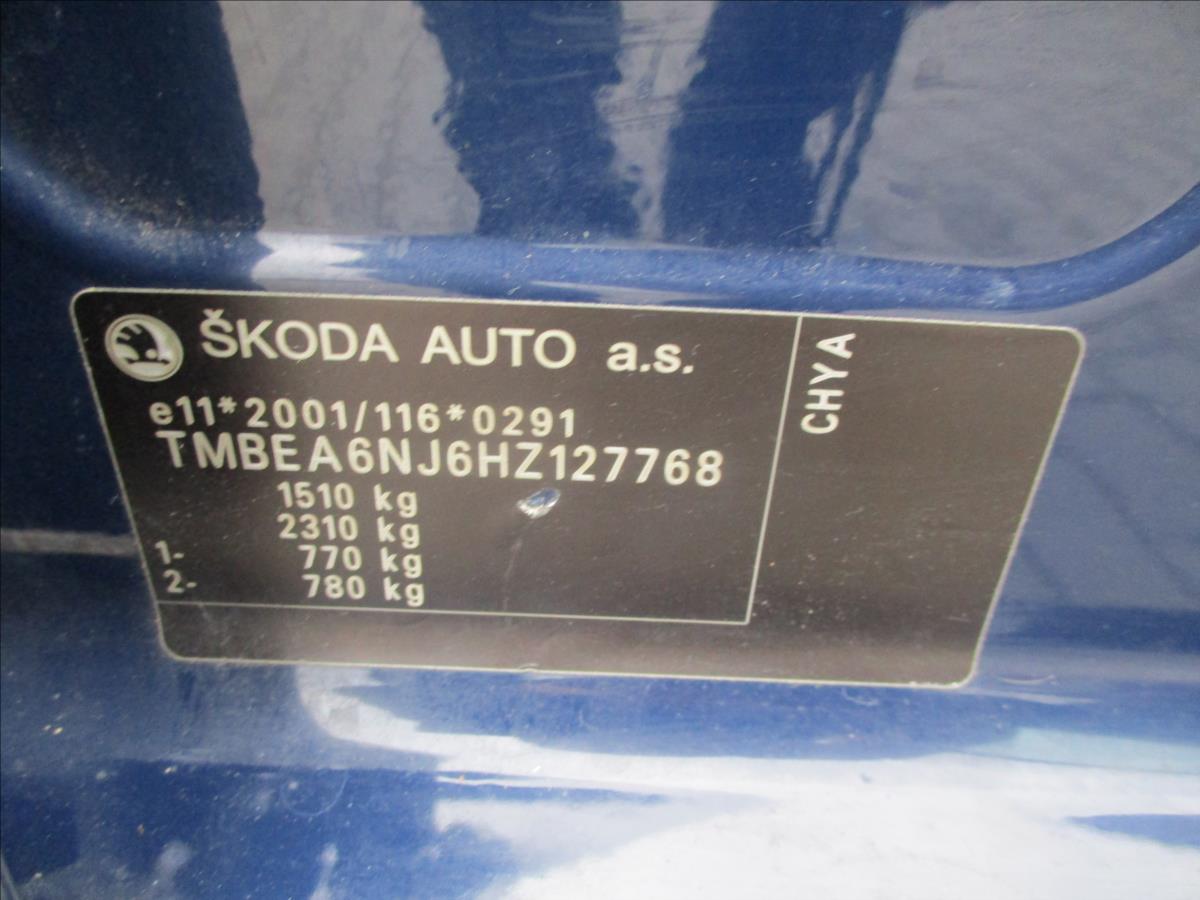 ŠKODA AUTO a.s.
e11*2001/116*0291
TMBEA6NJ6HZ127768
1510 kg
2310 kg
1- 770 kg
2- 780 kg
CHYA